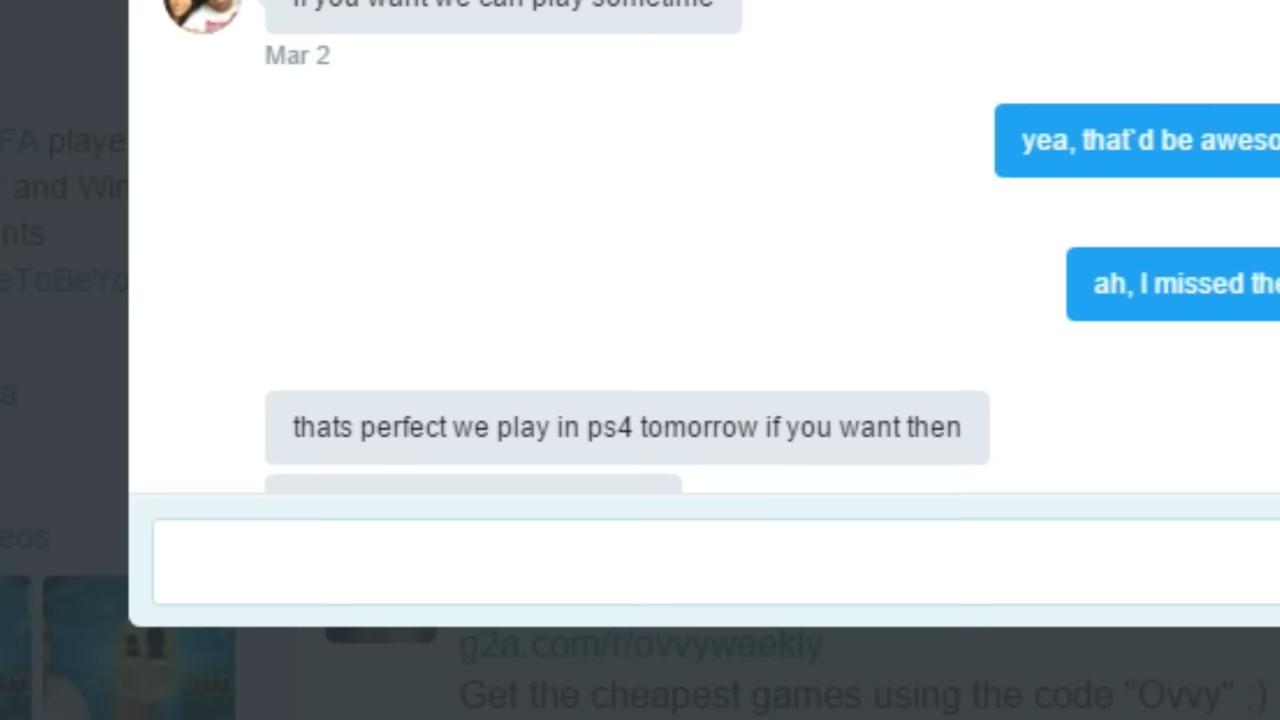 if you want we can play sometime
Mar 2
FA playe
yea, that`d be aweso
and Win
nts
eToBeYo
ah, I missed the
a
thats perfect we play in ps4 tomorrow if you want then
eos
g2a.com/r/ovvyweekly
Get the cheapest games using the code "Ovvy" ;)